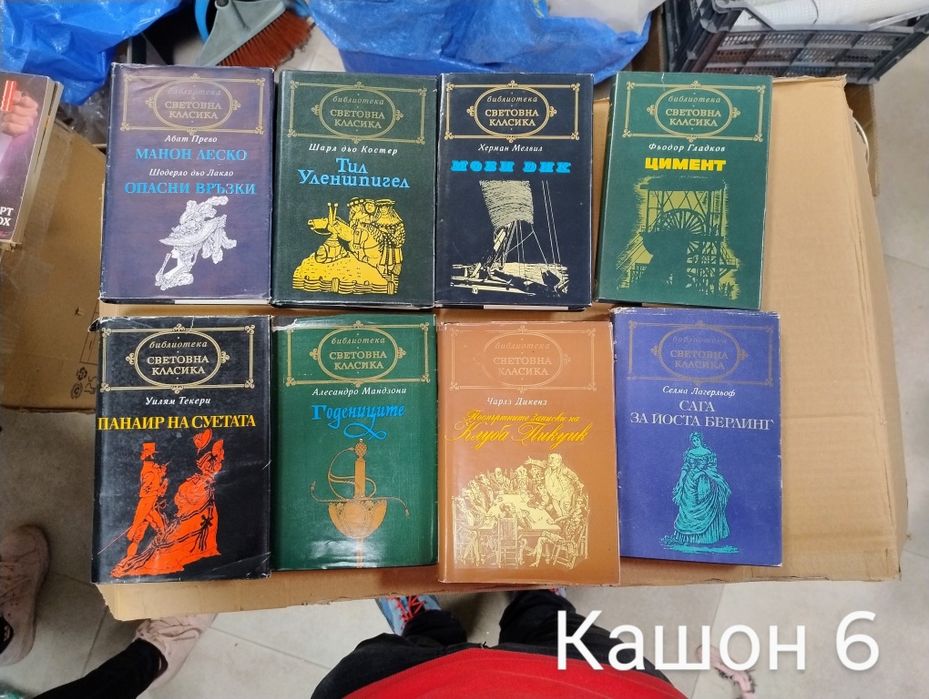 библиотека
СВЕТОВНА
КЛАСИКА
Абат Прево
МАНОН ЛЕСКО
Шодерло дьо Лакло
ОПАСНИ ВРЪЗКИ
библиотека
СВЕТОВНА
КЛАСИКА
Шарл дьо Костер
Тил
Уленшпигел
библиотека
СВЕТОВНА
КЛАСИКА
Херман Мелвил
МОБИ ДИК
библиотека
СВЕТОВНА
КЛАСИКА
Фьодор Гладков
ЦИМЕНТ
библиотека
СВЕТОВНА
КЛАСИКА
Уилям Текери
ПАНАИР НА СУЕТАТА
библиотека
СВЕТОВНА
КЛАСИКА
Алесандро Мандзони
Годениците
библиотека
СВЕТОВНА
КЛАСИКА
Чарлз Дикенз
Посмъртните записки на
Клуба Пикуик
библиотека
СВЕТОВНА
КЛАСИКА
Селма Лагерльоф
САГА
ЗА ЙОСТА БЕРЛИНГ
Кашон 6